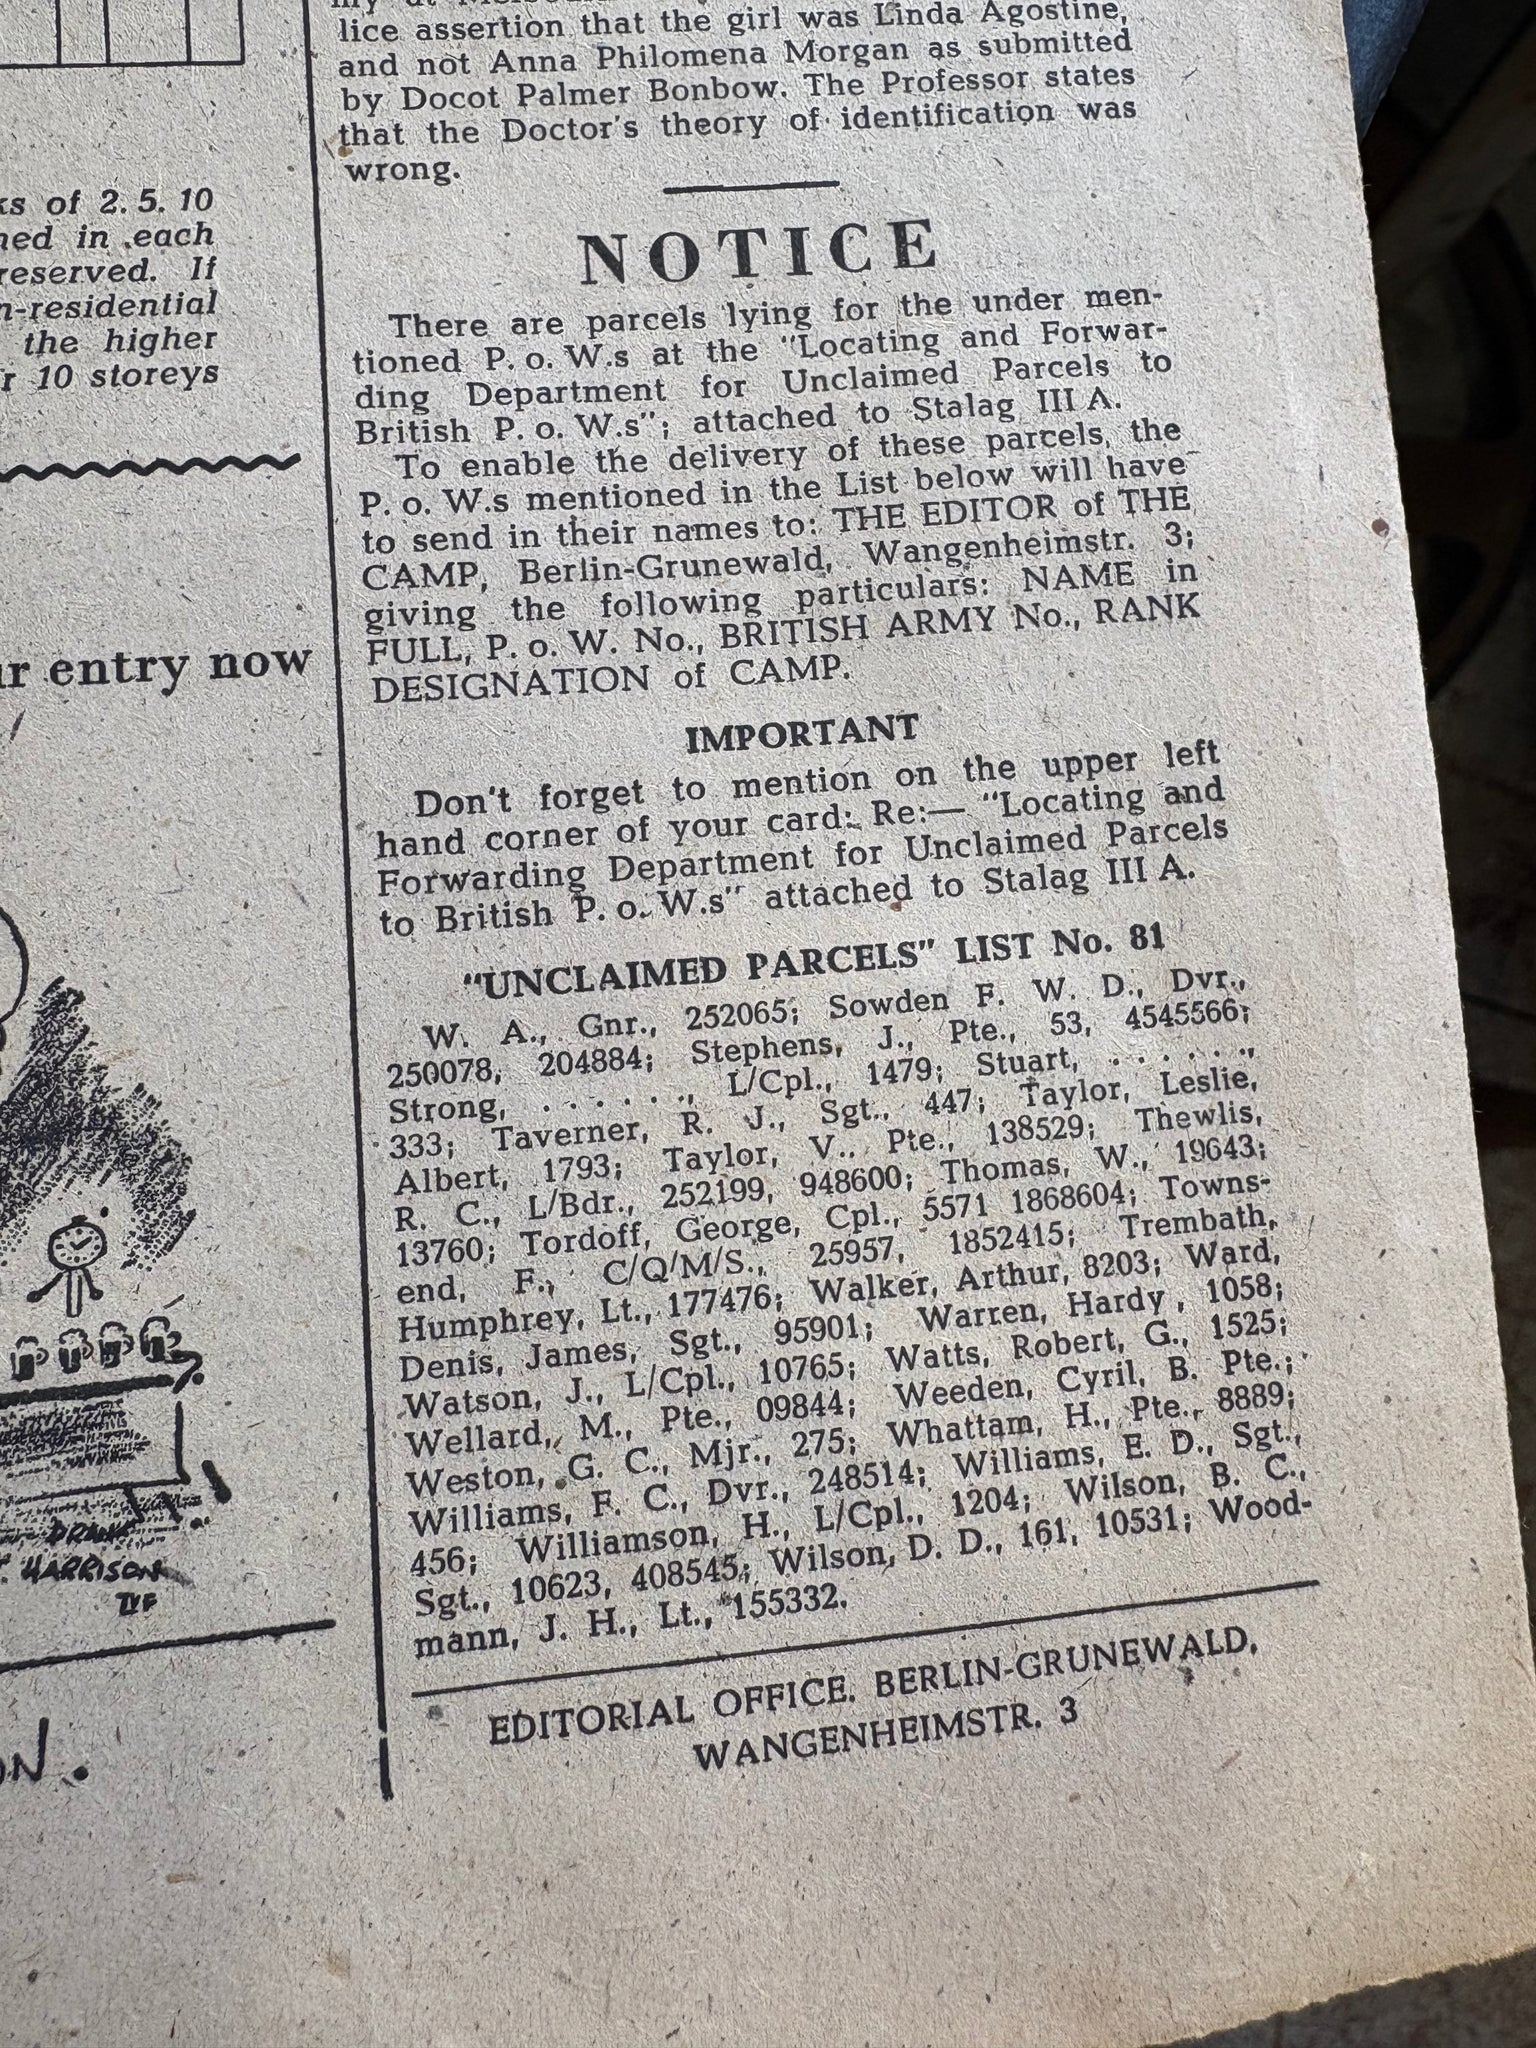 ks of 2. 5. 10
ned in each
reserved. If
n-residential
the higher
r 10 storeys
ur entry now
DRAWN
HARRISON
IVF
ON.
lice assertion that the girl was Linda Agostine,
and not Anna Philomena Morgan as submitted
by Docot Palmer Bonbow. The Professor states
that the Doctor's theory of identification was
wrong.
NOTICE
There are parcels lying for the under men-
tioned P. o. W.s at the "Locating and Forwar-
ding Department for Unclaimed Parcels to
British P. o. W.s"; attached to Stalag III A.
To enable the delivery of these parcels, the
P. o. W.s mentioned in the List below will have
to send in their names to: THE EDITOR of THE
CAMP, Berlin-Grunewald, Wangenheimstr. 3;
giving the following particulars: NAME in
FULL, P. o. W. No., BRITISH ARMY No., RANK
DESIGNATION of CAMP.
IMPORTANT
Don't forget to mention on the upper left
hand corner of your card: Re:— "Locating and
Forwarding Department for Unclaimed Parcels
to British P. o. W.s" attached to Stalag III A.
"UNCLAIMED PARCELS" LIST No. 81
W. A., Gnr., 252065; Sowden F. W. D., Dvr.,
250078, 204884; Stephens, J., Pte., 53, 4545566;
Strong, . . . . . ., L/Cpl., 1479; Stuart, . . . . . .,
333; Taverner, R. J., Sgt., 447; Taylor, Leslie,
Albert, 1793; Taylor, V., Pte., 138529; Thewlis,
R. C., L/Bdr., 252199, 948600; Thomas, W., 19643;
13760; Tordoff, George, Cpl., 5571 1868604; Towns-
end, F., C/Q/M/S., 25957, 1852415; Trembath,
Humphrey, Lt., 177476; Walker, Arthur, 8203; Ward,
Denis, James, Sgt., 95901; Warren, Hardy, 1058;
Watson, J., L/Cpl., 10765; Watts, Robert, G., 1525;
Wellard, M., Pte., 09844; Weeden, Cyril, B. Pte.;
Weston, G. C., Mjr., 275; Whattam, H., Pte., 8889;
Williams, F. C., Dvr., 248514; Williams, E. D., Sgt.,
456; Williamson, H., L/Cpl., 1204; Wilson, B. C.,
Sgt., 10623, 408545; Wilson, D. D., 161, 10531; Wood-
mann, J. H., Lt., 155332.
EDITORIAL OFFICE. BERLIN-GRUNEWALD,
WANGENHEIMSTR. 3